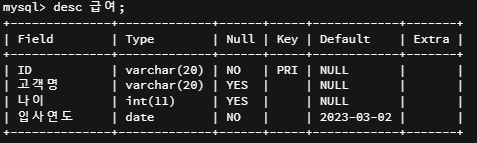 mysql> desc 급여;
+--------------+-------------+------+-----+------------+-------+
| Field | Type | Null | Key | Default | Extra |
+--------------+-------------+------+-----+------------+-------+
| ID | varchar(20) | NO | PRI | NULL | |
| 고객명 | varchar(20) | YES | | NULL | |
| 나이 | int(11) | YES | | NULL | |
| 입사연도 | date | NO | | 2023-03-02 | |
+--------------+-------------+------+-----+------------+-------+